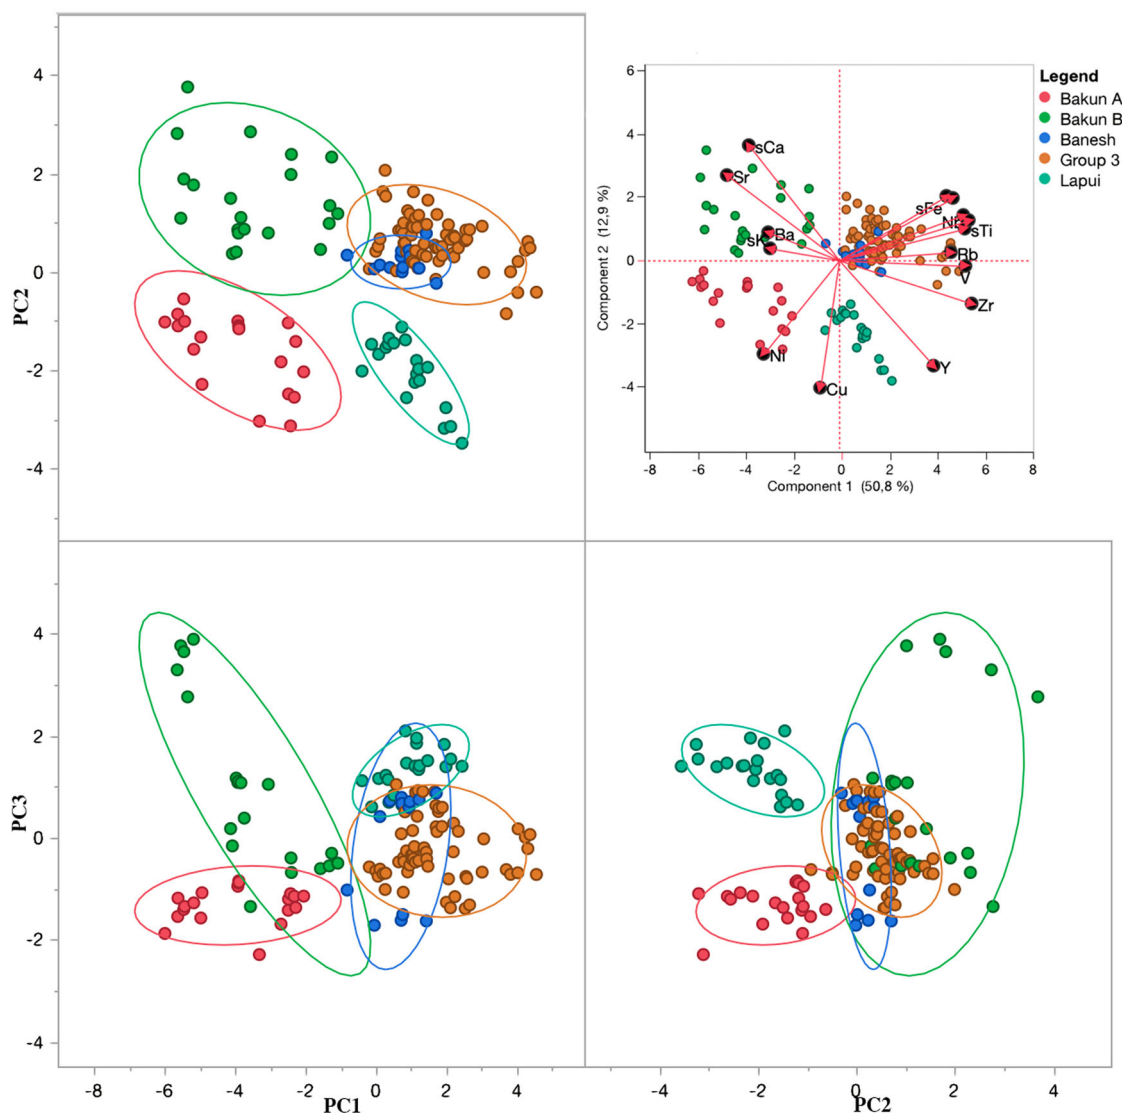 4
2
0
-2
-4
PC2
6
4
2
0
-2
-4
Component 2 (12,9 %)
sCa
Sr
Ba
sK
sFe
Nb
sTi
Rb
V
Zr
Ni
Cu
Y
-8 -6 -4 -2 0 2 4 6 8
Component 1 (50,8 %)
Legend
Bakun A
Bakun B
Banesh
Group 3
Lapui
4
2
0
-2
-4
PC3
-8 -6 -4 -2 0 2 4
PC1
-4 -2 0 2 4
PC2